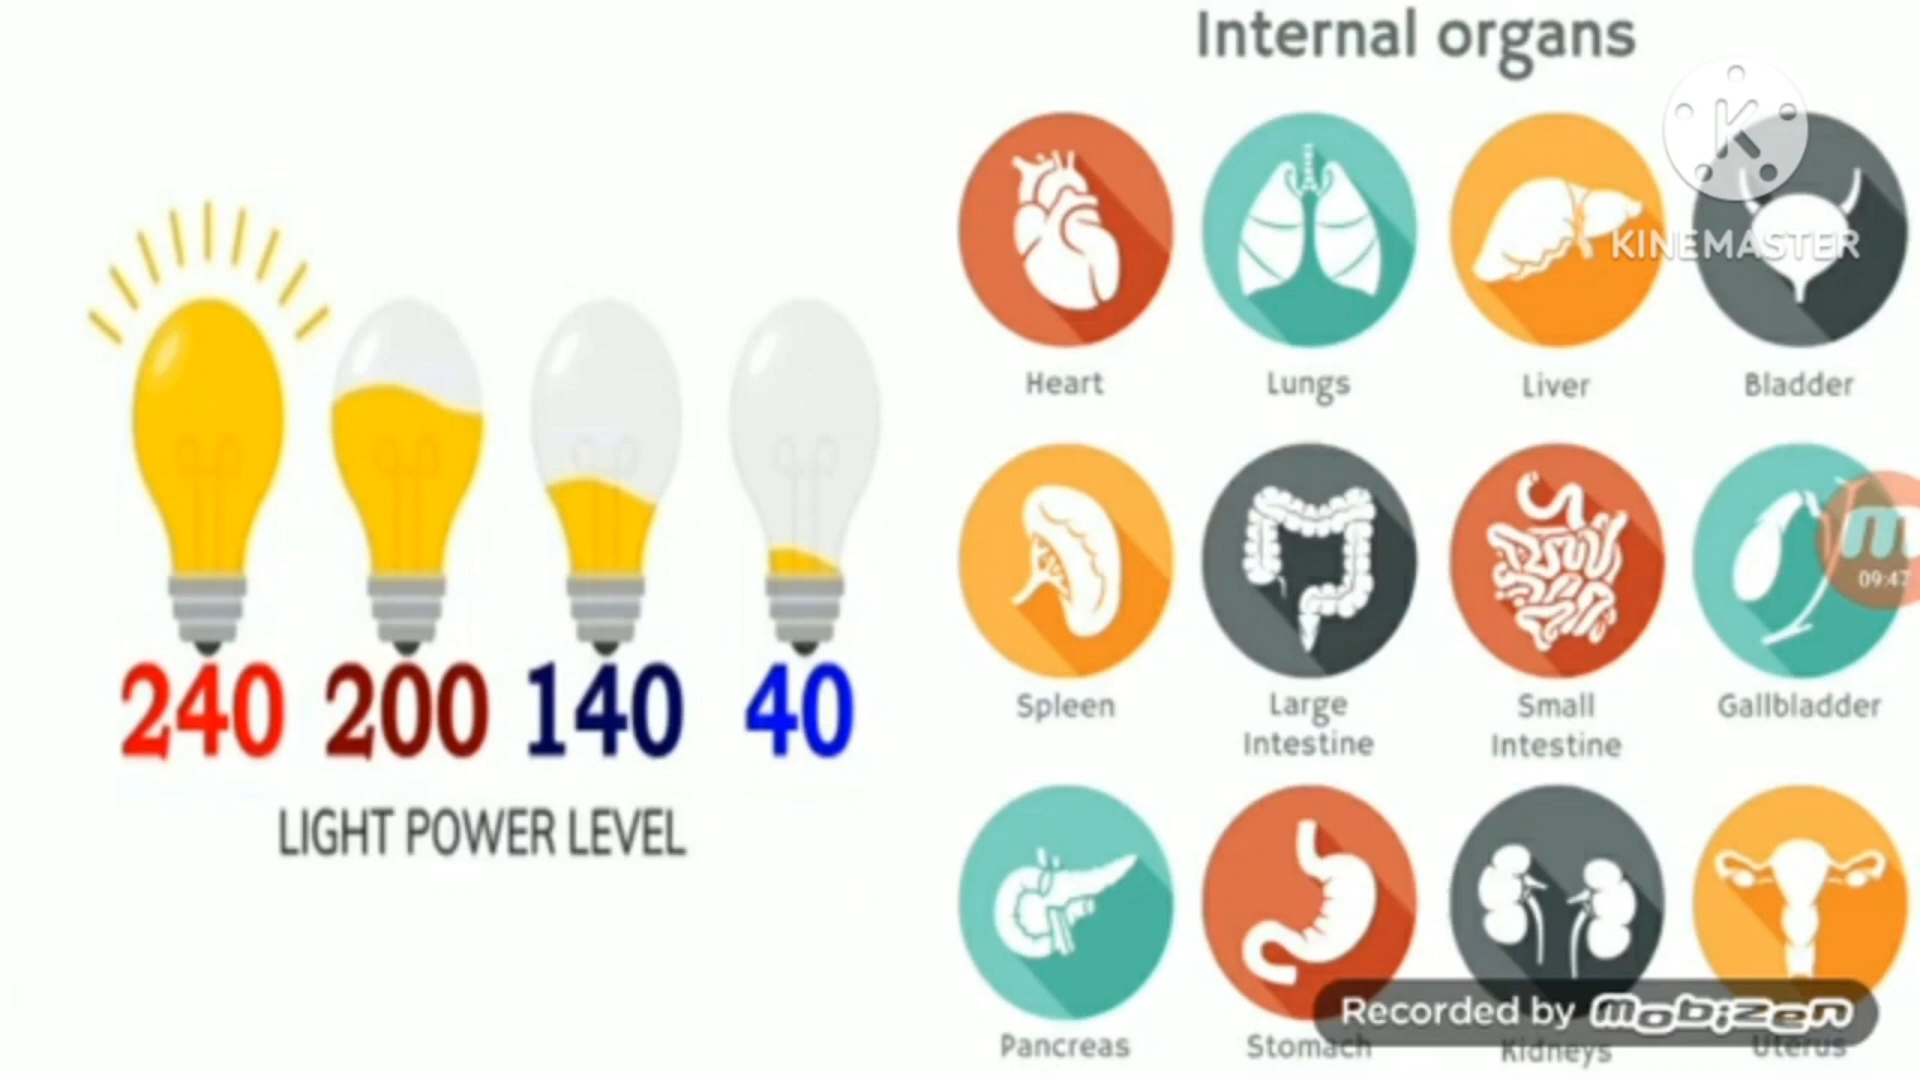 Internal organs
K
KINEMASTER
Heart
Lungs
Liver
Bladder
240
200
140
40
LIGHT POWER LEVEL
Spleen
Large
Intestine
Small
Intestine
Gallbladder
m
09:47
Pancreas
Stomach
Kidneys
Uterus
Recorded by mobizen